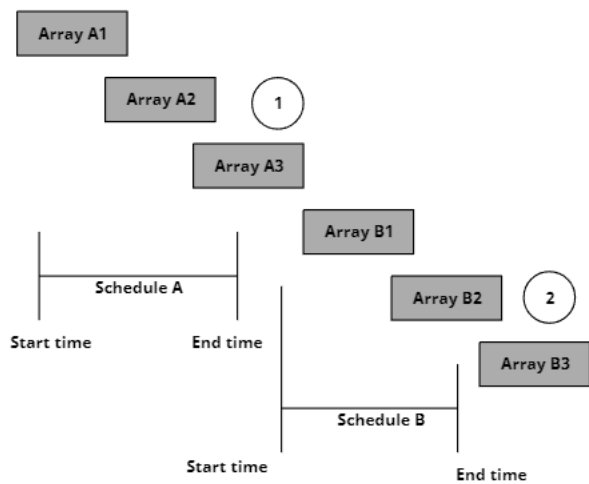 Array A1
Array A2
1
Array A3
Array B1
Schedule A
Array B2
2
Start time
End time
Array B3
Schedule B
Start time
End time